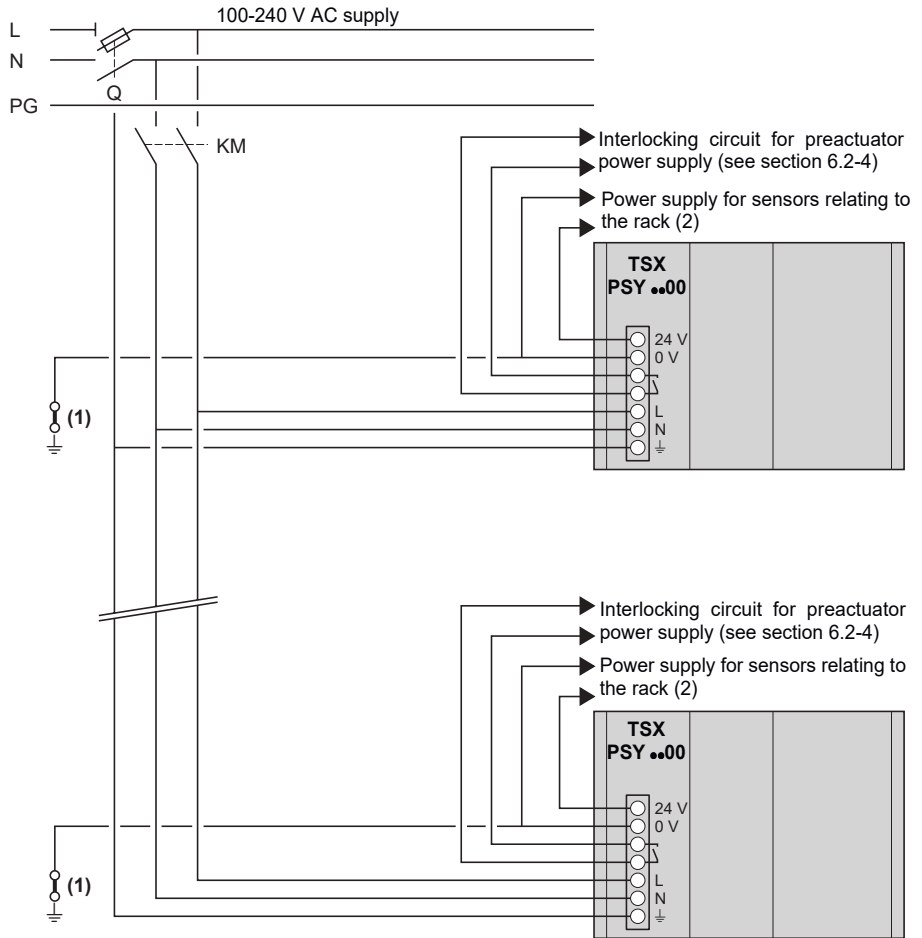 100-240 V AC supply
L
N
Q
PG
KM
Interlocking circuit for preactuator
power supply (see section 6.2-4)
Power supply for sensors relating to
the rack (2)
TSX
PSY ••00
24 V
0 V
(1)
L
N
Interlocking circuit for preactuator
power supply (see section 6.2-4)
Power supply for sensors relating to
the rack (2)
TSX
PSY ••00
24 V
0 V
(1)
L
N